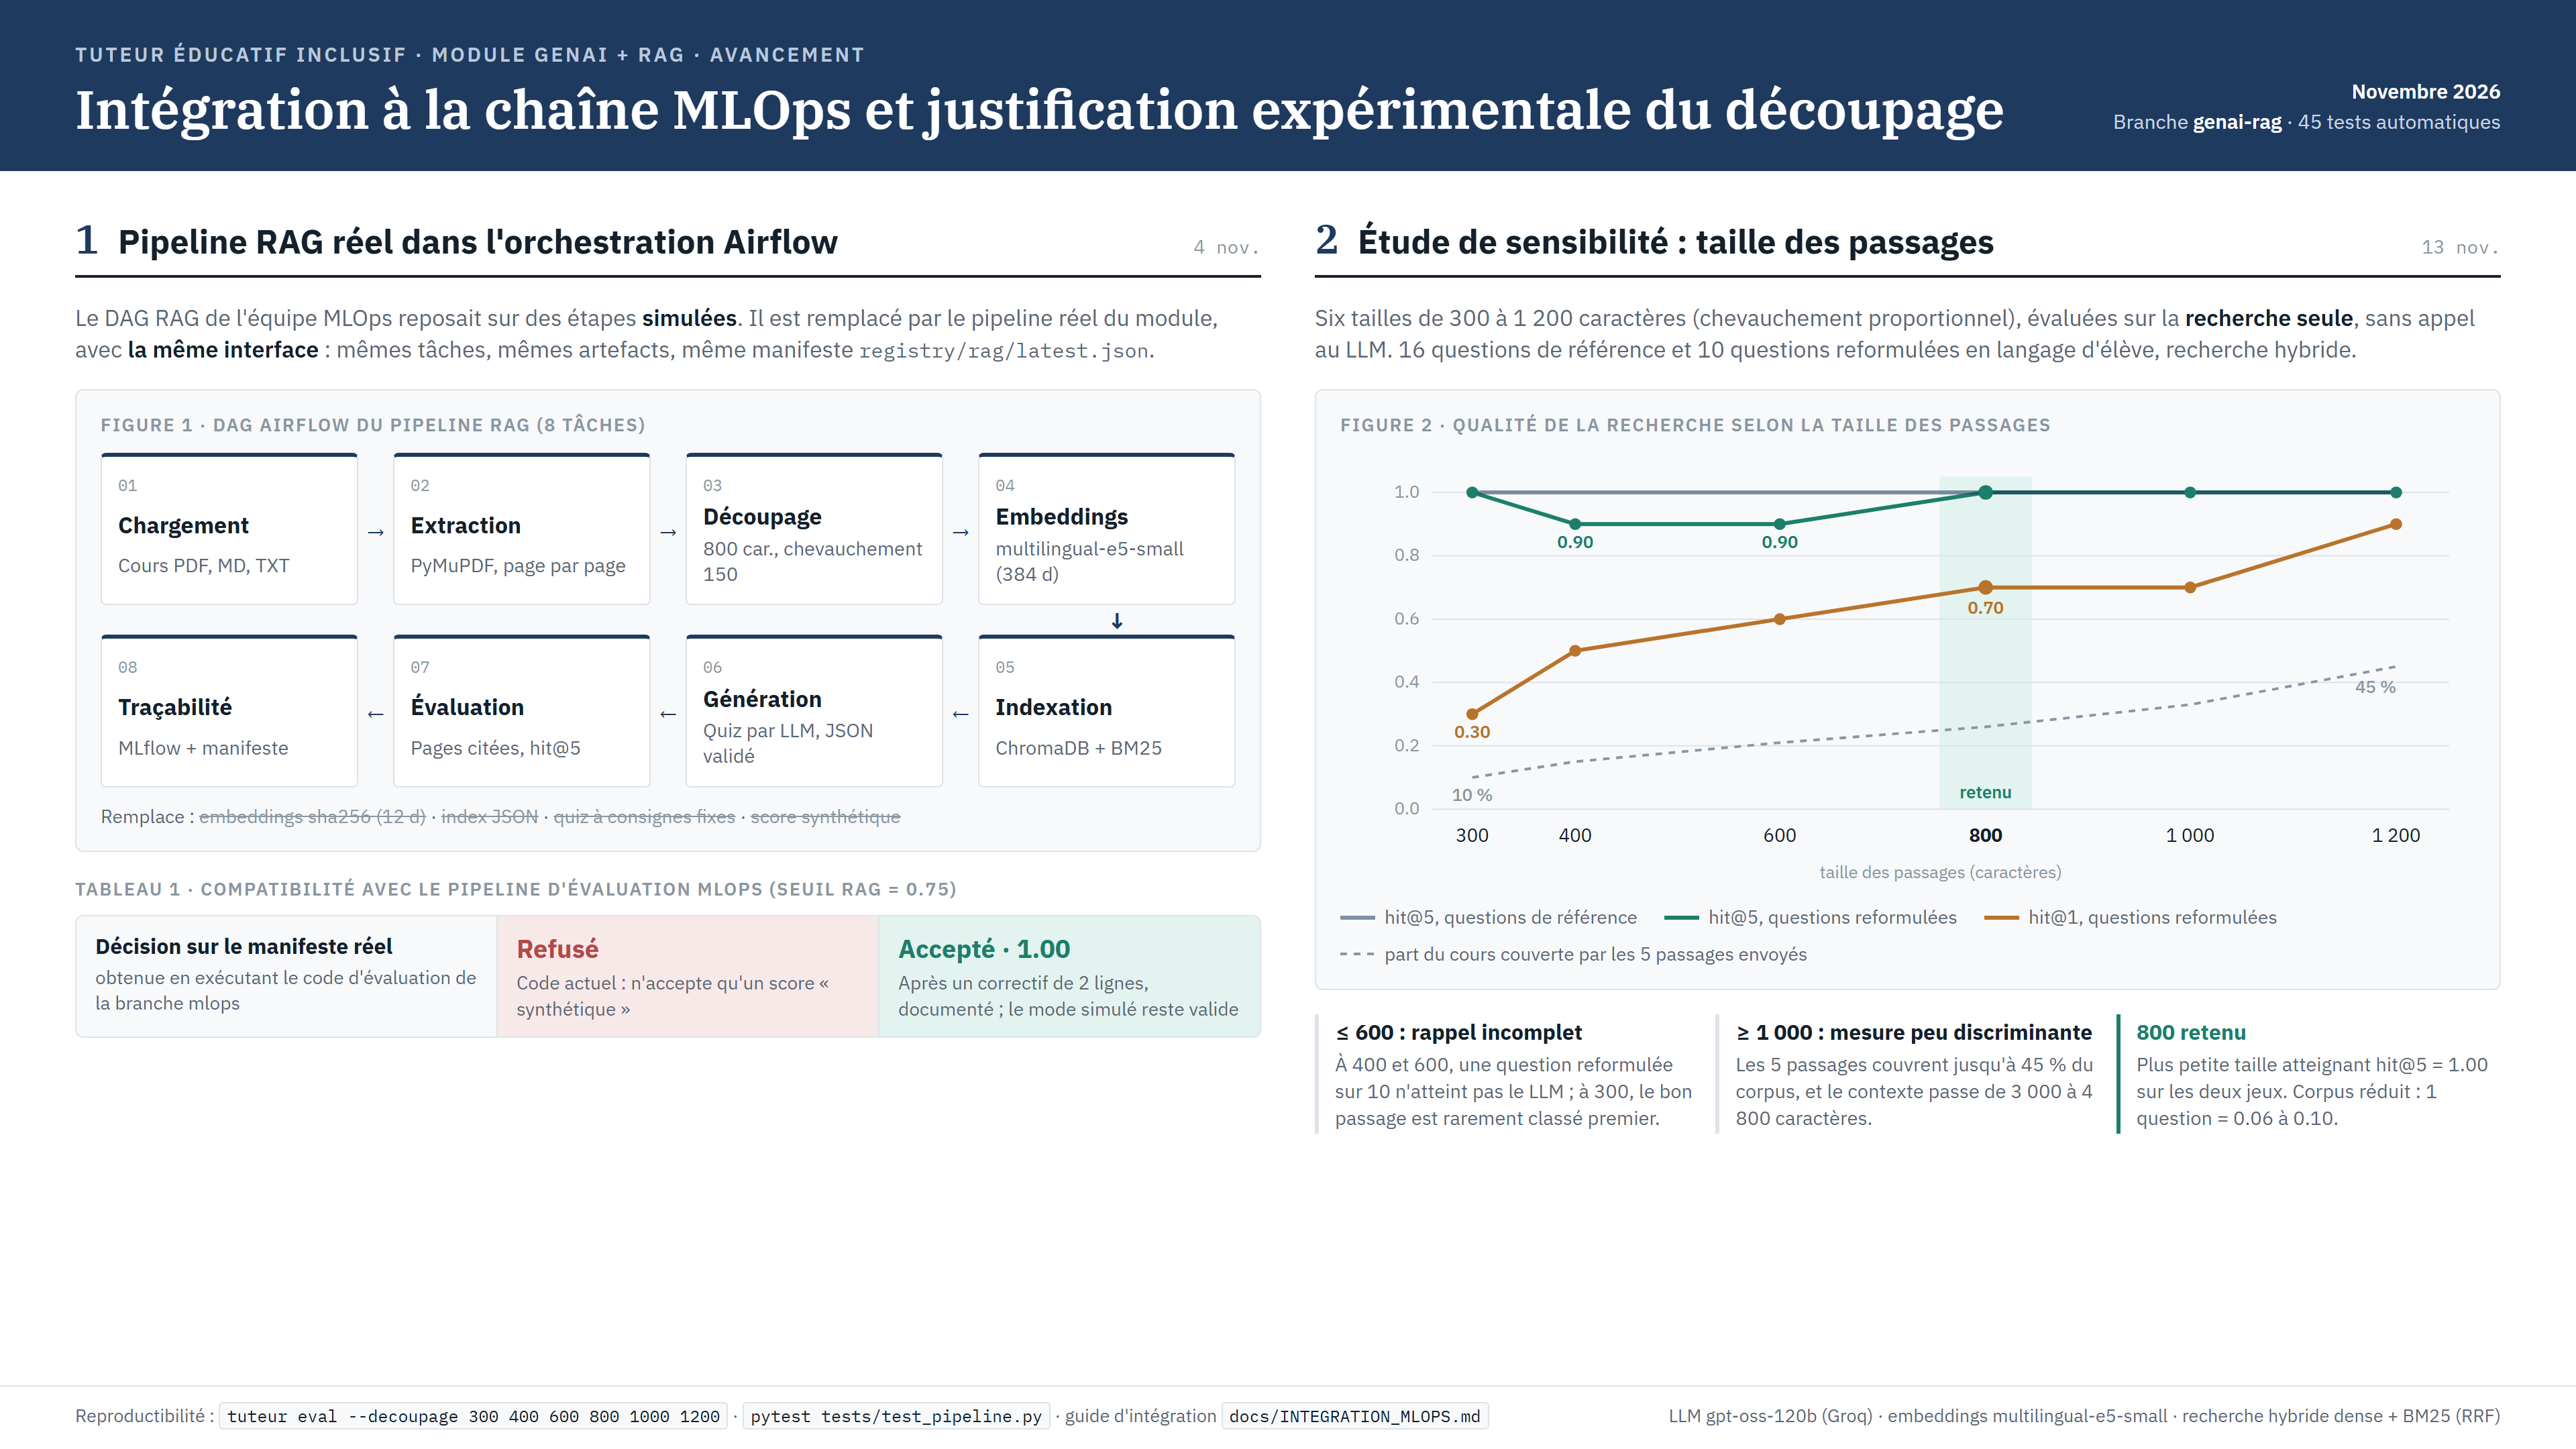 TUTEUR ÉDUCATIF INCLUSIF · MODULE GENAI + RAG · AVANCEMENT
Intégration à la chaîne MLOps et justification expérimentale du découpage
Novembre 2026
Branche genai-rag · 45 tests automatiques
1 Pipeline RAG réel dans l'orchestration Airflow
4 nov.
Le DAG RAG de l'équipe MLOps reposait sur des étapes simulées. Il est remplacé par le pipeline réel du module,
avec la même interface : mêmes tâches, mêmes artefacts, même manifeste registry/rag/latest.json.
FIGURE 1 · DAG AIRFLOW DU PIPELINE RAG (8 TÂCHES)
01
Chargement
Cours PDF, MD, TXT
→
02
Extraction
PyMuPDF, page par page
→
03
Découpage
800 car., chevauchement
150
→
04
Embeddings
multilingual-e5-small
(384 d)
↓
08
Traçabilité
MLflow + manifeste
←
07
Évaluation
Pages citées, hit@5
←
06
Génération
Quiz par LLM, JSON
validé
←
05
Indexation
ChromaDB + BM25
Remplace : embeddings sha256 (12 d) · index JSON · quiz à consignes fixes · score synthétique
TABLEAU 1 · COMPATIBILITÉ AVEC LE PIPELINE D'ÉVALUATION MLOPS (SEUIL RAG = 0.75)
Décision sur le manifeste réel
obtenue en exécutant le code d'évaluation de
la branche mlops
Refusé
Code actuel : n'accepte qu'un score «
synthétique »
Accepté · 1.00
Après un correctif de 2 lignes,
documenté ; le mode simulé reste valide
2 Étude de sensibilité : taille des passages
13 nov.
Six tailles de 300 à 1 200 caractères (chevauchement proportionnel), évaluées sur la recherche seule, sans appel
au LLM. 16 questions de référence et 10 questions reformulées en langage d'élève, recherche hybride.
FIGURE 2 · QUALITÉ DE LA RECHERCHE SELON LA TAILLE DES PASSAGES
1.0
0.90
0.90
0.8
0.70
0.6
0.4
45 %
0.30
0.2
10 %
retenu
0.0
300 400 600 800 1 000 1 200
taille des passages (caractères)
hit@5, questions de référence
hit@5, questions reformulées
hit@1, questions reformulées
part du cours couverte par les 5 passages envoyés
≤ 600 : rappel incomplet
À 400 et 600, une question reformulée
sur 10 n'atteint pas le LLM ; à 300, le bon
passage est rarement classé premier.
≥ 1 000 : mesure peu discriminante
Les 5 passages couvrent jusqu'à 45 % du
corpus, et le contexte passe de 3 000 à 4
800 caractères.
800 retenu
Plus petite taille atteignant hit@5 = 1.00
sur les deux jeux. Corpus réduit : 1
question = 0.06 à 0.10.
Reproductibilité : tuteur eval --decoupage 300 400 600 800 1000 1200 · pytest tests/test_pipeline.py · guide d'intégration docs/INTEGRATION_MLOPS.md
LLM gpt-oss-120b (Groq) · embeddings multilingual-e5-small · recherche hybride dense + BM25 (RRF)